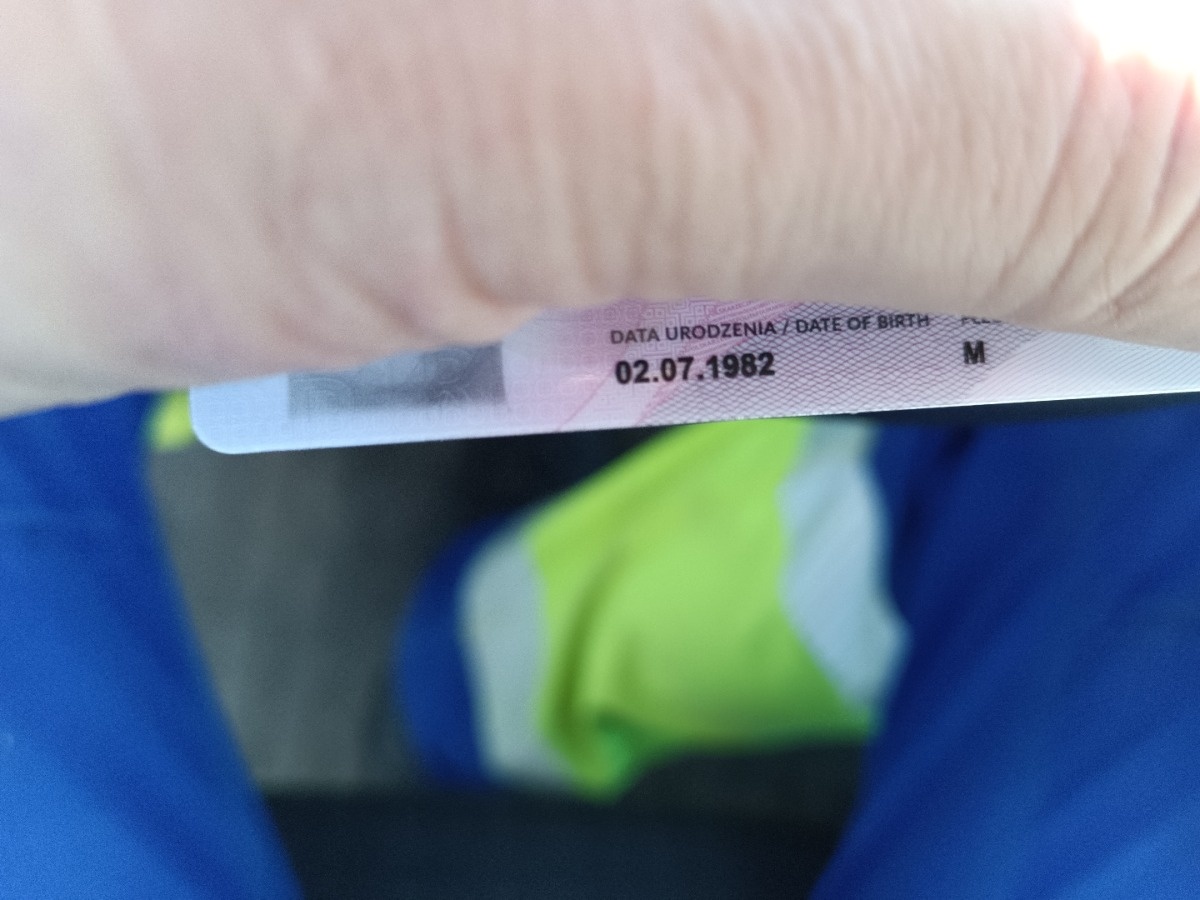 DATA URODZENIA / DATE OF BIRTH
02.07.1982
M